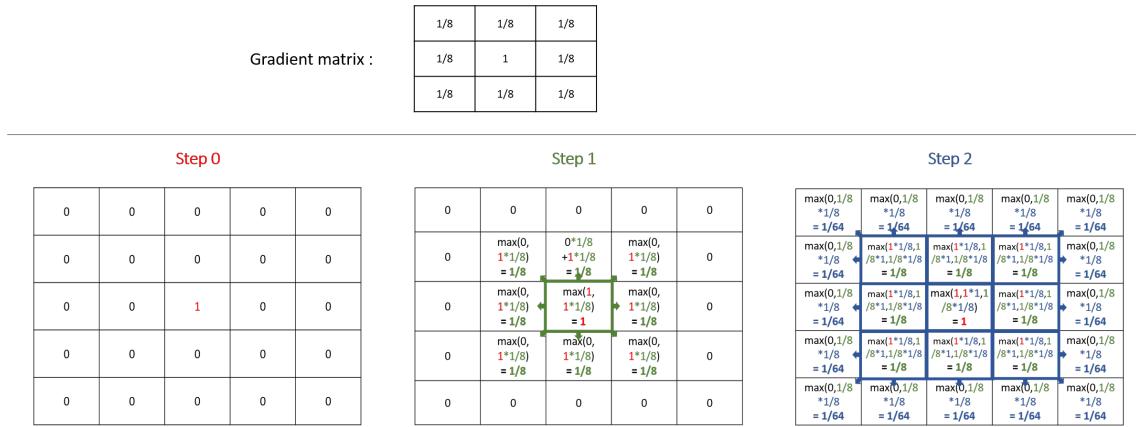 1/8 1/8 1/8
Gradient matrix : 1/8 1 1/8
1/8 1/8 1/8
Step 0
0 0 0 0 0
0 0 0 0 0
0 0 1 0 0
0 0 0 0 0
0 0 0 0 0
Step 1
0 0 0 0 0
0 max(0, 0*1/8 max(0, 0
1*1/8) +1*1/8 1*1/8)
= 1/8 = 1/8 = 1/8
0 max(0, max(1, max(0, 0
1*1/8) 1*1/8) 1*1/8)
= 1/8 = 1 = 1/8
0 max(0, max(0, max(0, 0
1*1/8) 1*1/8) 1*1/8)
= 1/8 = 1/8 = 1/8
0 0 0 0 0
Step 2
max(0,1/8 max(0,1/8 max(0,1/8 max(0,1/8 max(0,1/8
*1/8 *1/8 *1/8 *1/8 *1/8
= 1/64 = 1/64 = 1/64 = 1/64 = 1/64
max(0,1/8 max(1*1/8,1 max(1*1/8,1 max(1*1/8,1 max(0,1/8
*1/8 /8*1,1/8*1/8 /8*1,1/8*1/8 /8*1,1/8*1/8 *1/8
= 1/64 = 1/8 = 1/8 = 1/8 = 1/64
max(0,1/8 max(1*1/8,1 max(1,1*1,1 max(1*1/8,1 max(0,1/8
*1/8 /8*1,1/8*1/8 /8*1/8) /8*1,1/8*1/8 *1/8
= 1/64 = 1/8 = 1 = 1/8 = 1/64
max(0,1/8 max(1*1/8,1 max(1*1/8,1 max(1*1/8,1 max(0,1/8
*1/8 /8*1,1/8*1/8 /8*1,1/8*1/8 /8*1,1/8*1/8 *1/8
= 1/64 = 1/8 = 1/8 = 1/8 = 1/64
max(0,1/8 max(0,1/8 max(0,1/8 max(0,1/8 max(0,1/8
*1/8 *1/8 *1/8 *1/8 *1/8
= 1/64 = 1/64 = 1/64 = 1/64 = 1/64